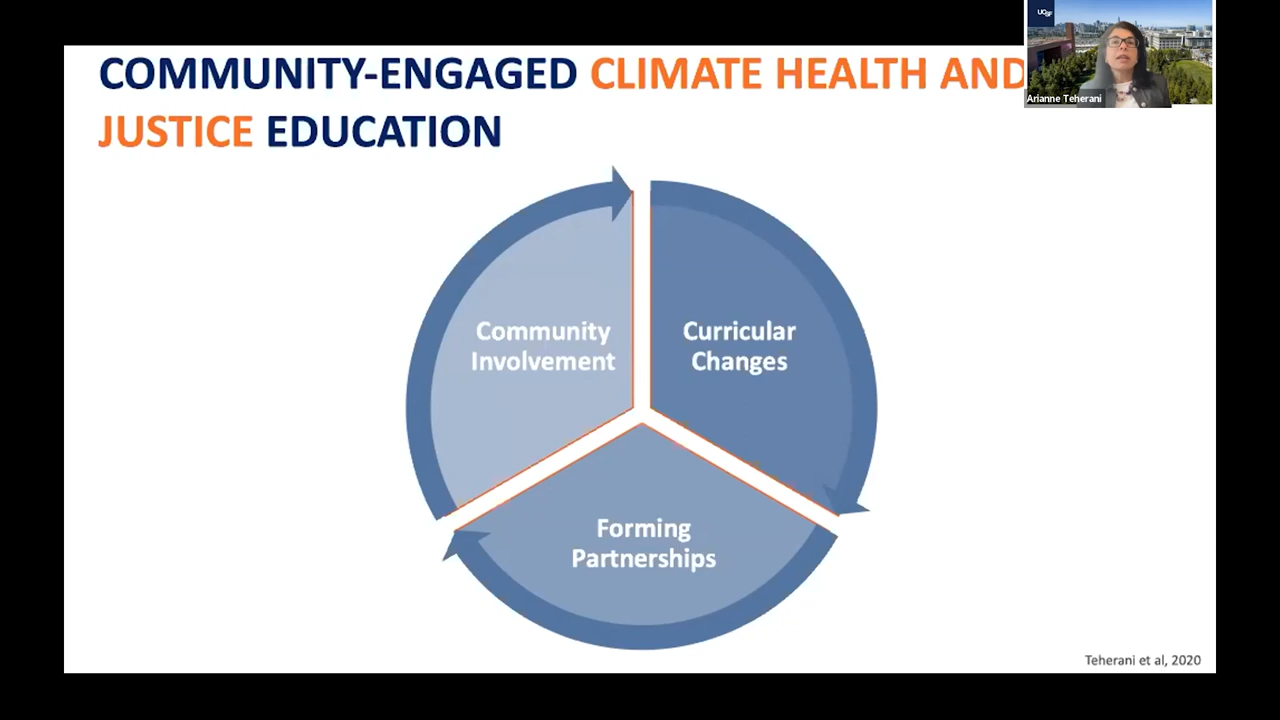 COMMUNITY-ENGAGED CLIMATE HEALTH AND
JUSTICE EDUCATION
UCSF
Arianne Teherani
Community
Involvement
Curricular
Changes
Forming
Partnerships
Teherani et al, 2020